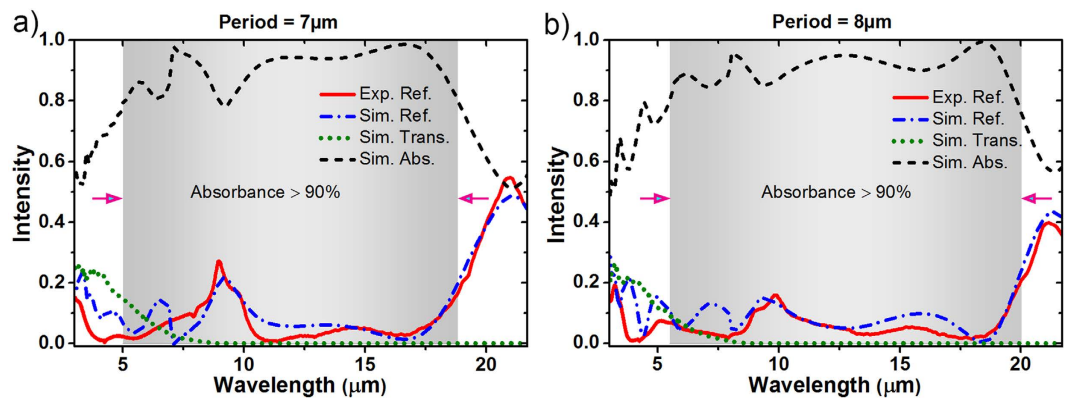 a)
Period = 7μm
Intensity
1.0
0.8
0.6
0.4
0.2
0.0
Exp. Ref.
Sim. Ref.
Sim. Trans.
Sim. Abs.
Absorbance > 90%
5 10 15 20
Wavelength (μm)
b)
Period = 8μm
Intensity
1.0
0.8
0.6
0.4
0.2
0.0
Exp. Ref.
Sim. Ref.
Sim. Trans.
Sim. Abs.
Absorbance > 90%
5 10 15 20
Wavelength (μm)